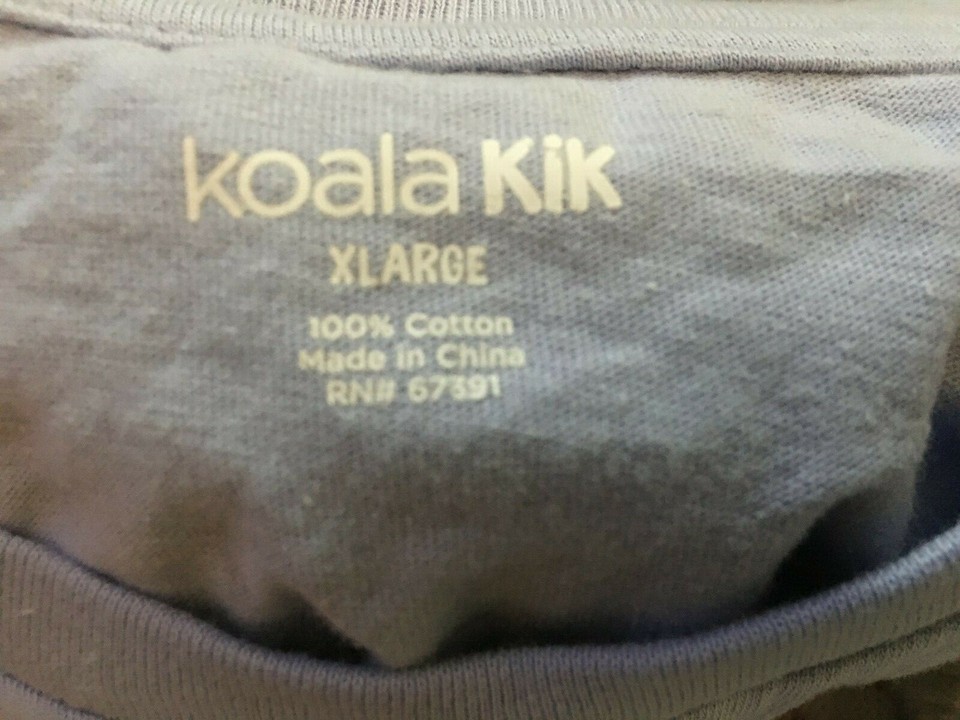 koala Kik
XLARGE
100% Cotton
Made in China
RN# 67391